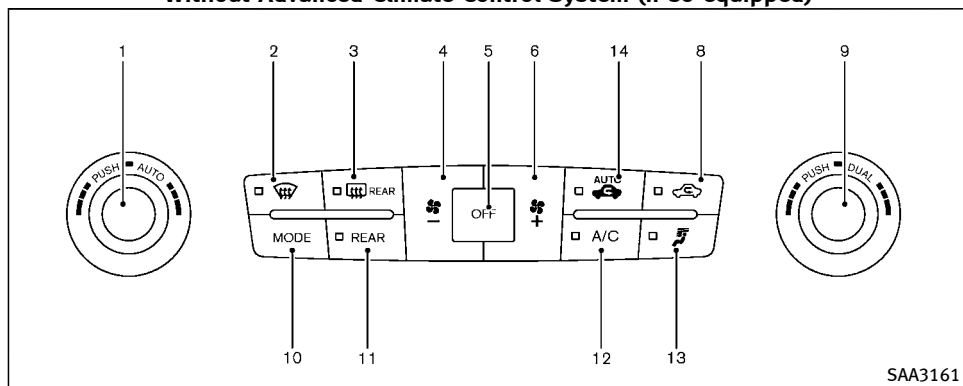 Without Advanced Climate Control System (if so equipped)
1 2 3 4 5 6 14 8 9
PUSH AUTO
REAR
OFF
AUTO
PUSH DUAL
MODE
REAR
A/C
10 11 12 13
SAA3161